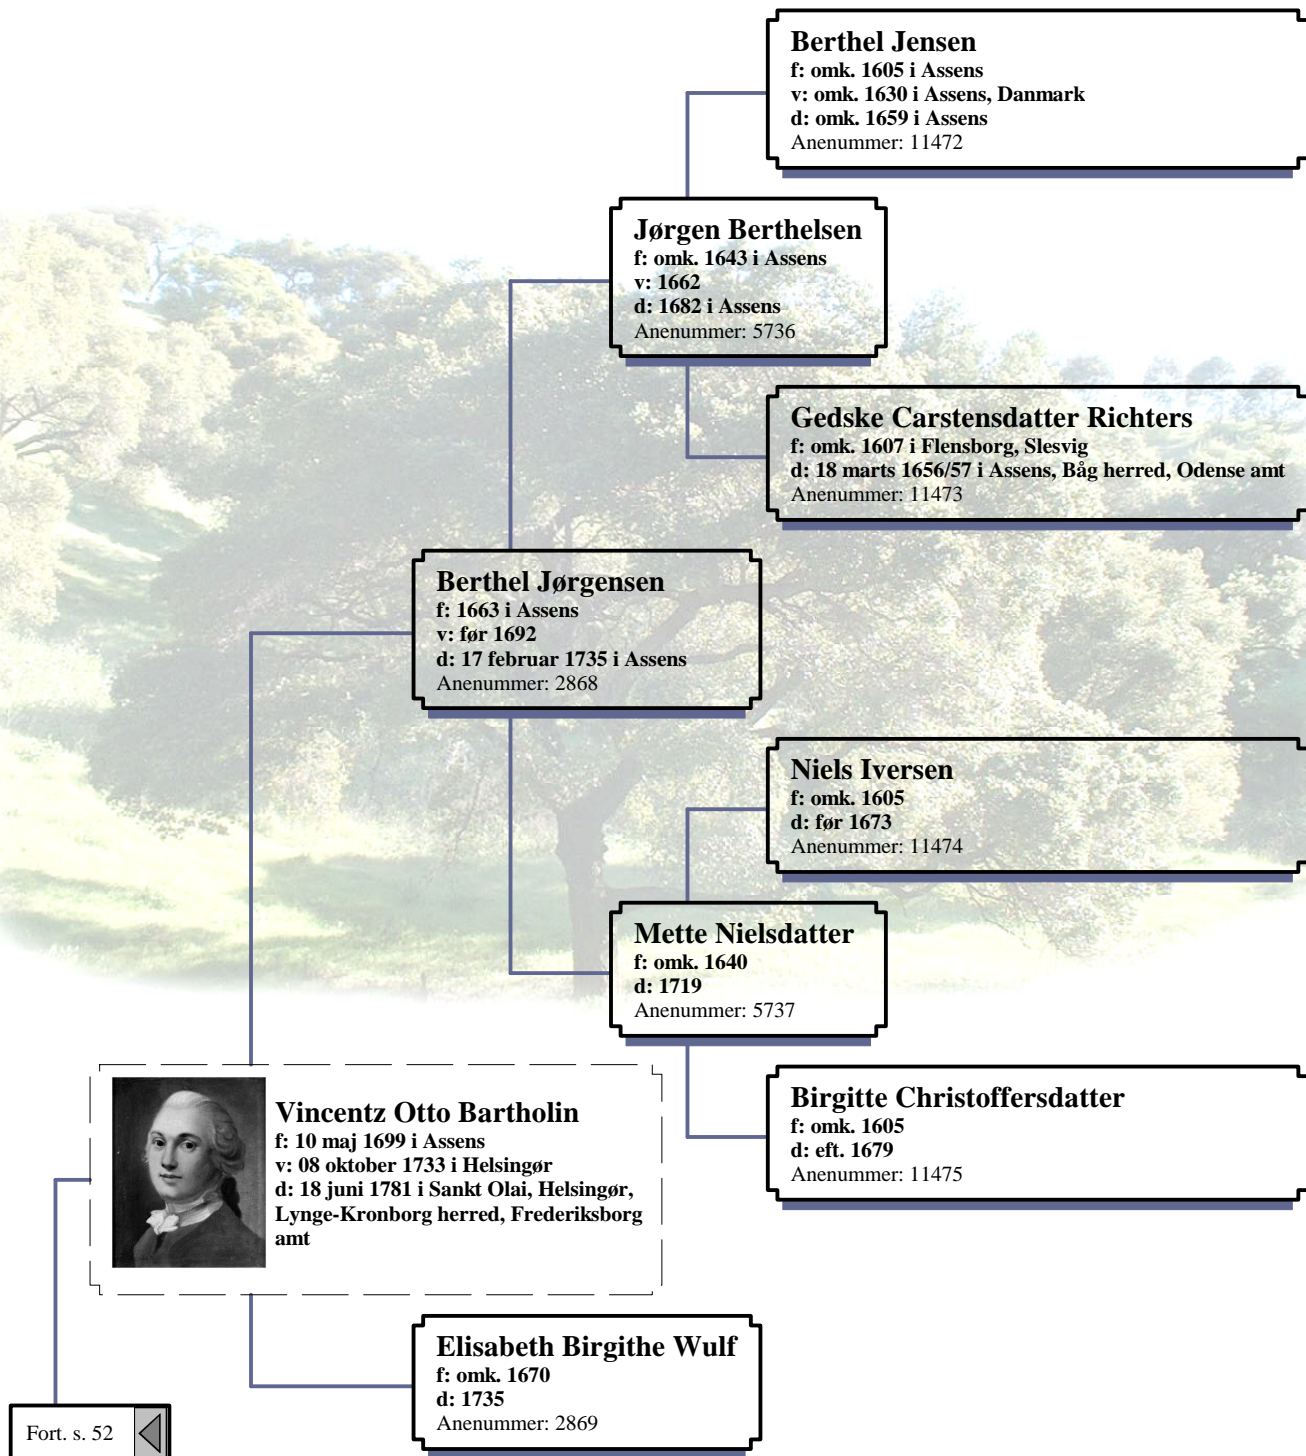 Berthel Jensen
f: omk. 1605 i Assens
v: omk. 1630 i Assens, Danmark
d: omk. 1659 i Assens
Anenummer: 11472
Jørgen Berthelsen
f: omk. 1643 i Assens
v: 1662
d: 1682 i Assens
Anenummer: 5736
Gedske Carstensdatter Richters
f: omk. 1607 i Flensborg, Slesvig
d: 18 marts 1656/57 i Assens, Båg herred, Odense amt
Anenummer: 11473
Berthel Jørgensen
f: 1663 i Assens
v: før 1692
d: 17 februar 1735 i Assens
Anenummer: 2868
Niels Iversen
f: omk. 1605
d: før 1673
Anenummer: 11474
Mette Nielsdatter
f: omk. 1640
d: 1719
Anenummer: 5737
Birgitte Christoffersdatter
f: omk. 1605
d: eft. 1679
Anenummer: 11475
Vincentz Otto Bartholin
f: 10 maj 1699 i Assens
v: 08 oktober 1733 i Helsingør
d: 18 juni 1781 i Sankt Olai, Helsingør,
Lynge-Kronborg herred, Frederiksborg
amt
Elisabeth Birgithe Wulf
f: omk. 1670
d: 1735
Anenummer: 2869
Fort. s. 52